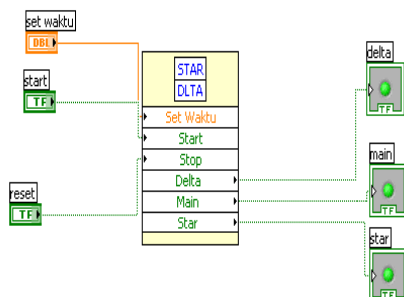 set waktu
DBL
start
TF
reset
TF
STAR
DLTA
Set Waktu
Start
Stop
Delta
Main
Star
delta
TF
main
TF
star
TF